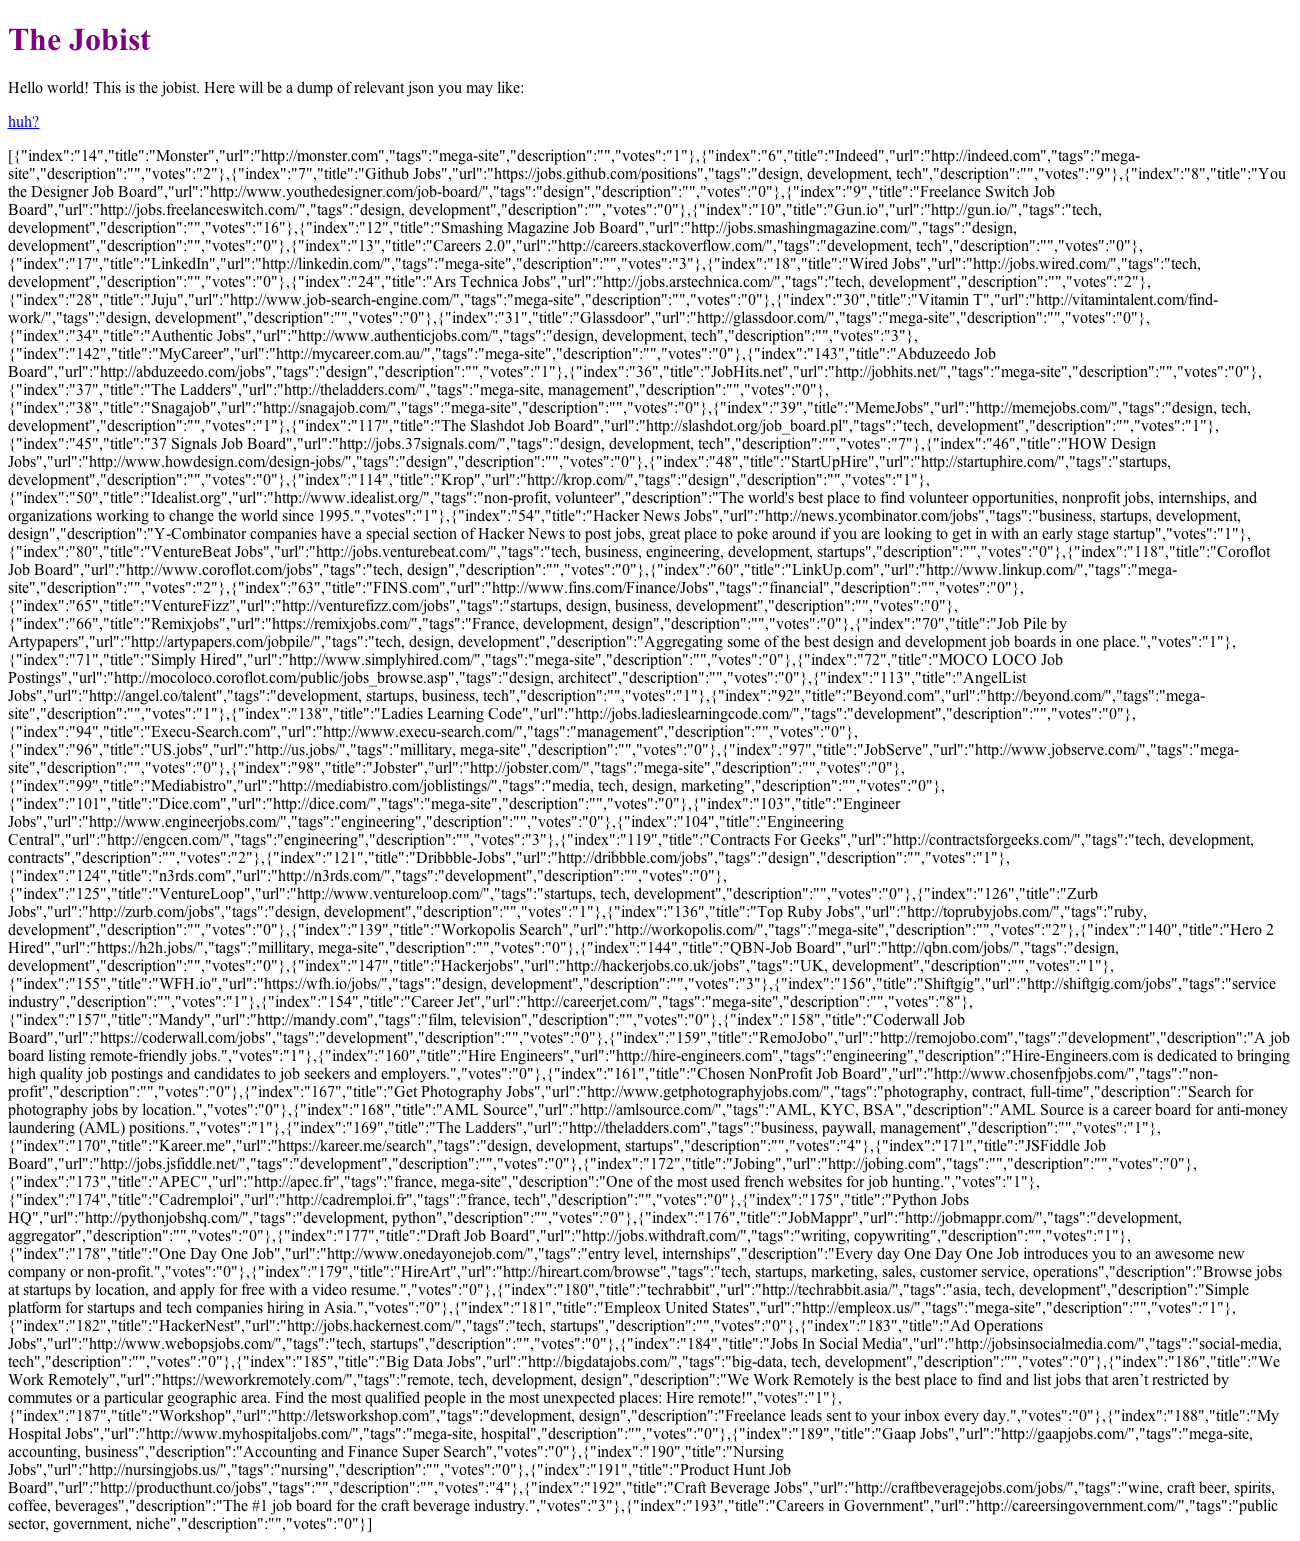 The Jobist
Hello world! This is the jobist. Here will be a dump of relevant json you may like:
huh?
[{"index":"14","title":"Monster","url":"http://monster.com","tags":"mega-site","description":"","votes":"1"},{"index":"6","title":"Indeed","url":"http://indeed.com","tags":"mega-
site","description":"","votes":"2"},{"index":"7","title":"Github Jobs","url":"https://jobs.github.com/positions","tags":"design, development, tech","description":"","votes":"9"},{"index":"8","title":"You
the Designer Job Board","url":"http://www.youthedesigner.com/job-board/","tags":"design","description":"","votes":"0"},{"index":"9","title":"Freelance Switch Job
Board","url":"http://jobs.freelanceswitch.com/","tags":"design, development","description":"","votes":"0"},{"index":"10","title":"Gun.io","url":"http://gun.io/","tags":"tech,
development","description":"","votes":"16"},{"index":"12","title":"Smashing Magazine Job Board","url":"http://jobs.smashingmagazine.com/","tags":"design,
development","description":"","votes":"0"},{"index":"13","title":"Careers 2.0","url":"http://careers.stackoverflow.com/","tags":"development, tech","description":"","votes":"0"},
{"index":"17","title":"LinkedIn","url":"http://linkedin.com/","tags":"mega-site","description":"","votes":"3"},{"index":"18","title":"Wired Jobs","url":"http://jobs.wired.com/","tags":"tech,
development","description":"","votes":"0"},{"index":"24","title":"Ars Technica Jobs","url":"http://jobs.arstechnica.com/","tags":"tech, development","description":"","votes":"2"},
{"index":"28","title":"Juju","url":"http://www.job-search-engine.com/","tags":"mega-site","description":"","votes":"0"},{"index":"30","title":"Vitamin T","url":"http://vitamintalent.com/find-
work/","tags":"design, development","description":"","votes":"0"},{"index":"31","title":"Glassdoor","url":"http://glassdoor.com/","tags":"mega-site","description":"","votes":"0"},
{"index":"34","title":"Authentic Jobs","url":"http://www.authenticjobs.com/","tags":"design, development, tech","description":"","votes":"3"},
{"index":"142","title":"MyCareer","url":"http://mycareer.com.au/","tags":"mega-site","description":"","votes":"0"},{"index":"143","title":"Abduzeedo Job
Board","url":"http://abduzeedo.com/jobs","tags":"design","description":"","votes":"1"},{"index":"36","title":"JobHits.net","url":"http://jobhits.net/","tags":"mega-site","description":"","votes":"0"},
{"index":"37","title":"The Ladders","url":"http://theladders.com/","tags":"mega-site, management","description":"","votes":"0"},
{"index":"38","title":"Snagajob","url":"http://snagajob.com/","tags":"mega-site","description":"","votes":"0"},{"index":"39","title":"MemeJobs","url":"http://memejobs.com/","tags":"design, tech,
development","description":"","votes":"1"},{"index":"117","title":"The Slashdot Job Board","url":"http://slashdot.org/job_board.pl","tags":"tech, development","description":"","votes":"1"},
{"index":"45","title":"37 Signals Job Board","url":"http://jobs.37signals.com/","tags":"design, development, tech","description":"","votes":"7"},{"index":"46","title":"HOW Design
Jobs","url":"http://www.howdesign.com/design-jobs/","tags":"design","description":"","votes":"0"},{"index":"48","title":"StartUpHire","url":"http://startuphire.com/","tags":"startups,
development","description":"","votes":"0"},{"index":"114","title":"Krop","url":"http://krop.com/","tags":"design","description":"","votes":"1"},
{"index":"50","title":"Idealist.org","url":"http://www.idealist.org/","tags":"non-profit, volunteer","description":"The world's best place to find volunteer opportunities, nonprofit jobs, internships, and
organizations working to change the world since 1995.","votes":"1"},{"index":"54","title":"Hacker News Jobs","url":"http://news.ycombinator.com/jobs","tags":"business, startups, development,
design","description":"Y-Combinator companies have a special section of Hacker News to post jobs, great place to poke around if you are looking to get in with an early stage startup","votes":"1"},
{"index":"80","title":"VentureBeat Jobs","url":"http://jobs.venturebeat.com/","tags":"tech, business, engineering, development, startups","description":"","votes":"0"},{"index":"118","title":"Coroflot
Job Board","url":"http://www.coroflot.com/jobs","tags":"tech, design","description":"","votes":"0"},{"index":"60","title":"LinkUp.com","url":"http://www.linkup.com/","tags":"mega-
site","description":"","votes":"2"},{"index":"63","title":"FINS.com","url":"http://www.fins.com/Finance/Jobs","tags":"financial","description":"","votes":"0"},
{"index":"65","title":"VentureFizz","url":"http://venturefizz.com/jobs","tags":"startups, design, business, development","description":"","votes":"0"},
{"index":"66","title":"Remixjobs","url":"https://remixjobs.com/","tags":"France, development, design","description":"","votes":"0"},{"index":"70","title":"Job Pile by
Artypapers","url":"http://artypapers.com/jobpile/","tags":"tech, design, development","description":"Aggregating some of the best design and development job boards in one place.","votes":"1"},
{"index":"71","title":"Simply Hired","url":"http://www.simplyhired.com/","tags":"mega-site","description":"","votes":"0"},{"index":"72","title":"MOCO LOCO Job
Postings","url":"http://mocoloco.coroflot.com/public/jobs_browse.asp","tags":"design, architect","description":"","votes":"0"},{"index":"113","title":"AngelList
Jobs","url":"http://angel.co/talent","tags":"development, startups, business, tech","description":"","votes":"1"},{"index":"92","title":"Beyond.com","url":"http://beyond.com/","tags":"mega-
site","description":"","votes":"1"},{"index":"138","title":"Ladies Learning Code","url":"http://jobs.ladieslearningcode.com/","tags":"development","description":"","votes":"0"},
{"index":"94","title":"Execu-Search.com","url":"http://www.execu-search.com/","tags":"management","description":"","votes":"0"},
{"index":"96","title":"US.jobs","url":"http://us.jobs/","tags":"millitary, mega-site","description":"","votes":"0"},{"index":"97","title":"JobServe","url":"http://www.jobserve.com/","tags":"mega-
site","description":"","votes":"0"},{"index":"98","title":"Jobster","url":"http://jobster.com/","tags":"mega-site","description":"","votes":"0"},
{"index":"99","title":"Mediabistro","url":"http://mediabistro.com/joblistings/","tags":"media, tech, design, marketing","description":"","votes":"0"},
{"index":"101","title":"Dice.com","url":"http://dice.com/","tags":"mega-site","description":"","votes":"0"},{"index":"103","title":"Engineer
Jobs","url":"http://www.engineerjobs.com/","tags":"engineering","description":"","votes":"0"},{"index":"104","title":"Engineering
Central","url":"http://engcen.com/","tags":"engineering","description":"","votes":"3"},{"index":"119","title":"Contracts For Geeks","url":"http://contractsforgeeks.com/","tags":"tech, development,
contracts","description":"","votes":"2"},{"index":"121","title":"Dribbble-Jobs","url":"http://dribbble.com/jobs","tags":"design","description":"","votes":"1"},
{"index":"124","title":"n3rds.com","url":"http://n3rds.com/","tags":"development","description":"","votes":"0"},
{"index":"125","title":"VentureLoop","url":"http://www.ventureloop.com/","tags":"startups, tech, development","description":"","votes":"0"},{"index":"126","title":"Zurb
Jobs","url":"http://zurb.com/jobs","tags":"design, development","description":"","votes":"1"},{"index":"136","title":"Top Ruby Jobs","url":"http://toprubyjobs.com/","tags":"ruby,
development","description":"","votes":"0"},{"index":"139","title":"Workopolis Search","url":"http://workopolis.com/","tags":"mega-site","description":"","votes":"2"},{"index":"140","title":"Hero 2
Hired","url":"https://h2h.jobs/","tags":"millitary, mega-site","description":"","votes":"0"},{"index":"144","title":"QBN-Job Board","url":"http://qbn.com/jobs/","tags":"design,
development","description":"","votes":"0"},{"index":"147","title":"Hackerjobs","url":"http://hackerjobs.co.uk/jobs","tags":"UK, development","description":"","votes":"1"},
{"index":"155","title":"WFH.io","url":"https://wfh.io/jobs/","tags":"design, development","description":"","votes":"3"},{"index":"156","title":"Shiftgig","url":"http://shiftgig.com/jobs","tags":"service
industry","description":"","votes":"1"},{"index":"154","title":"Career Jet","url":"http://careerjet.com/","tags":"mega-site","description":"","votes":"8"},
{"index":"157","title":"Mandy","url":"http://mandy.com","tags":"film, television","description":"","votes":"0"},{"index":"158","title":"Coderwall Job
Board","url":"https://coderwall.com/jobs","tags":"development","description":"","votes":"0"},{"index":"159","title":"RemoJobo","url":"http://remojobo.com","tags":"development","description":"A job
board listing remote-friendly jobs.","votes":"1"},{"index":"160","title":"Hire Engineers","url":"http://hire-engineers.com","tags":"engineering","description":"Hire-Engineers.com is dedicated to bringing
high quality job postings and candidates to job seekers and employers.","votes":"0"},{"index":"161","title":"Chosen NonProfit Job Board","url":"http://www.chosenfpjobs.com/","tags":"non-
profit","description":"","votes":"0"},{"index":"167","title":"Get Photography Jobs","url":"http://www.getphotographyjobs.com/","tags":"photography, contract, full-time","description":"Search for
photography jobs by location.","votes":"0"},{"index":"168","title":"AML Source","url":"http://amlsource.com/","tags":"AML, KYC, BSA","description":"AML Source is a career board for anti-money
laundering (AML) positions.","votes":"1"},{"index":"169","title":"The Ladders","url":"http://theladders.com","tags":"business, paywall, management","description":"","votes":"1"},
{"index":"170","title":"Kareer.me","url":"https://kareer.me/search","tags":"design, development, startups","description":"","votes":"4"},{"index":"171","title":"JSFiddle Job
Board","url":"http://jobs.jsfiddle.net/","tags":"development","description":"","votes":"0"},{"index":"172","title":"Jobing","url":"http://jobing.com","tags":"","description":"","votes":"0"},
{"index":"173","title":"APEC","url":"http://apec.fr","tags":"france, mega-site","description":"One of the most used french websites for job hunting.","votes":"1"},
{"index":"174","title":"Cadremploi","url":"http://cadremploi.fr","tags":"france, tech","description":"","votes":"0"},{"index":"175","title":"Python Jobs
HQ","url":"http://pythonjobshq.com/","tags":"development, python","description":"","votes":"0"},{"index":"176","title":"JobMappr","url":"http://jobmappr.com/","tags":"development,
aggregator","description":"","votes":"0"},{"index":"177","title":"Draft Job Board","url":"http://jobs.withdraft.com/","tags":"writing, copywriting","description":"","votes":"1"},
{"index":"178","title":"One Day One Job","url":"http://www.onedayonejob.com/","tags":"entry level, internships","description":"Every day One Day One Job introduces you to an awesome new
company or non-profit.","votes":"0"},{"index":"179","title":"HireArt","url":"http://hireart.com/browse","tags":"tech, startups, marketing, sales, customer service, operations","description":"Browse jobs
at startups by location, and apply for free with a video resume.","votes":"0"},{"index":"180","title":"techrabbit","url":"http://techrabbit.asia/","tags":"asia, tech, development","description":"Simple
platform for startups and tech companies hiring in Asia.","votes":"0"},{"index":"181","title":"Empleox United States","url":"http://empleox.us/","tags":"mega-site","description":"","votes":"1"},
{"index":"182","title":"HackerNest","url":"http://jobs.hackernest.com/","tags":"tech, startups","description":"","votes":"0"},{"index":"183","title":"Ad Operations
Jobs","url":"http://www.webopsjobs.com/","tags":"tech, startups","description":"","votes":"0"},{"index":"184","title":"Jobs In Social Media","url":"http://jobsinsocialmedia.com/","tags":"social-media,
tech","description":"","votes":"0"},{"index":"185","title":"Big Data Jobs","url":"http://bigdatajobs.com/","tags":"big-data, tech, development","description":"","votes":"0"},{"index":"186","title":"We
Work Remotely","url":"https://weworkremotely.com/","tags":"remote, tech, development, design","description":"We Work Remotely is the best place to find and list jobs that aren’t restricted by
commutes or a particular geographic area. Find the most qualified people in the most unexpected places: Hire remote!","votes":"1"},
{"index":"187","title":"Workshop","url":"http://letsworkshop.com","tags":"development, design","description":"Freelance leads sent to your inbox every day.","votes":"0"},{"index":"188","title":"My
Hospital Jobs","url":"http://www.myhospitaljobs.com/","tags":"mega-site, hospital","description":"","votes":"0"},{"index":"189","title":"Gaap Jobs","url":"http://gaapjobs.com/","tags":"mega-site,
accounting, business","description":"Accounting and Finance Super Search","votes":"0"},{"index":"190","title":"Nursing
Jobs","url":"http://nursingjobs.us/","tags":"nursing","description":"","votes":"0"},{"index":"191","title":"Product Hunt Job
Board","url":"http://producthunt.co/jobs","tags":"","description":"","votes":"4"},{"index":"192","title":"Craft Beverage Jobs","url":"http://craftbeveragejobs.com/jobs/","tags":"wine, craft beer, spirits,
coffee, beverages","description":"The #1 job board for the craft beverage industry.","votes":"3"},{"index":"193","title":"Careers in Government","url":"http://careersingovernment.com/","tags":"public
sector, government, niche","description":"","votes":"0"}]